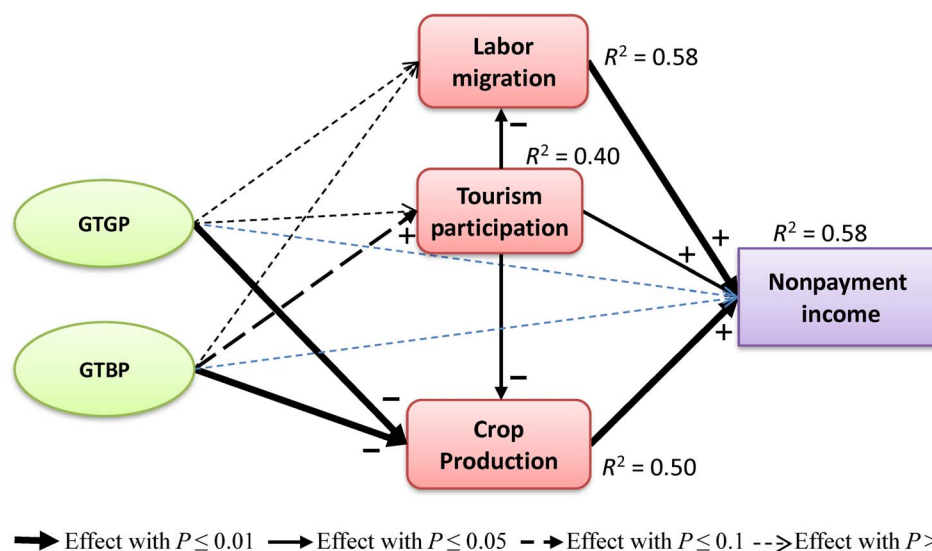 Labor
migration
R² = 0.58
−
R² = 0.40
Tourism
participation
GTGP
+
+
+
R² = 0.58
Nonpayment
income
+
GTBP
−
−
−
Crop
Production
R² = 0.50
Effect with P ≤ 0.01
Effect with P ≤ 0.05
Effect with P ≤ 0.1
Effect with P >